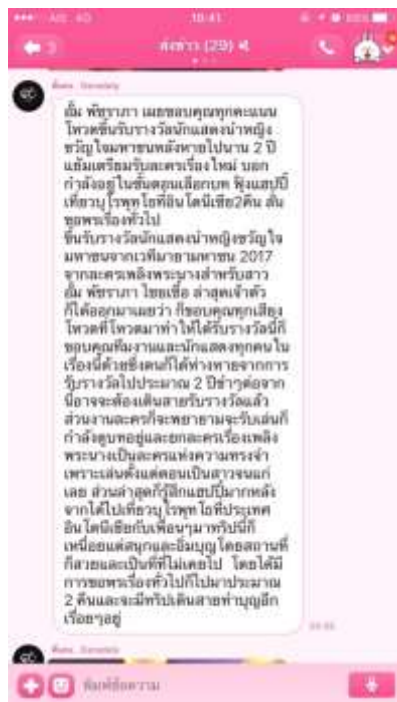 AIS 4G 10:41
3 ส่งข่าว (29)
อั้ม พัชราภา เผยขอบคุณทุกคะแนน
โหวตขึ้นรับรางวัลนักแสดงนำหญิง
ขวัญใจมหาชนหลังหายไปนาน 2 ปี
แย้มเตรียมรับละครเรื่องใหม่ บอก
กำลังอยู่ในขั้นตอนเลือกบท ฟุ้งแฮปปี้
เที่ยวบุโรพุทโธที่อินโดนีเซีย2คืน ลั่น
ขอพรเรื่องทั่วไป
ขึ้นรับรางวัลนักแสดงนำหญิงขวัญใจ
มหาชนจากเวทีมายามหาชน 2017
จากละครเพลิงพระนางสำหรับสาว
อั้ม พัชราภา ไชยเชื้อ ล่าสุดเจ้าตัว
ก็ได้ออกมาเผยว่า ก็ขอบคุณทุกเสียง
โหวตที่โหวตมาทำให้ได้รับรางวัลนี้ก็
ขอบคุณทีมงานและนักแสดงทุกคนใน
เรื่องนี้ด้วยซึ่งตนก็ได้ห่างหายจากการ
รับรางวัลไปประมาณ 2 ปีช่าๆต่อจาก
นี้อาจจะต้องเดินสายรับรางวัลแล้ว
ส่วนงานละครก็จะพยายามจะรับเล่นก็
กำลังดูบทอยู่และยกละครเรื่องเพลิง
พระนางเป็นละครแห่งความทรงจำ
เพราะเล่นตั้งแต่ตอนเป็นสาวจนแก่
เลย ส่วนล่าสุดก็รู้สึกแฮปปี้มากหลัง
จากได้ไปเที่ยวบุโรพุทโธที่ประเทศ
อินโดนีเซียกับเพื่อนๆมาทริปนี้ก็
เหนื่อยแต่สนุกและอิ่มบุญโดยสถานที่
ก็สวยและเป็นที่ที่ไม่เคยไป โดยได้มี
การขอพรเรื่องทั่วไปก็ไปมาประมาณ
2 คืนและจะมีทริปเดินสายทำบุญอีก
เรื่อยๆอยู่
พิมพ์ข้อความ